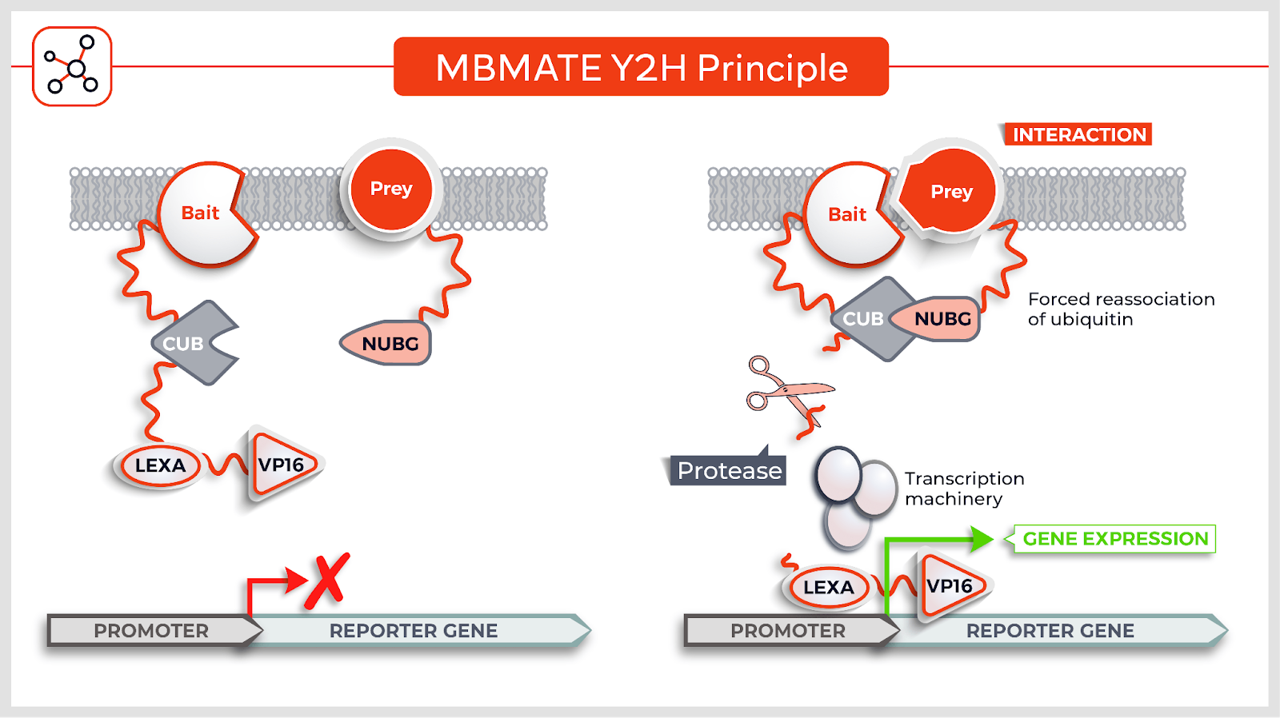 MBMATE Y2H Principle
Bait
Prey
CUB
NUBG
LEXA
VP16
PROMOTER
REPORTER GENE
INTERACTION
Bait
Prey
CUB
NUBG
Forced reassociation
of ubiquitin
Protease
Transcription
machinery
GENE EXPRESSION
LEXA
VP16
PROMOTER
REPORTER GENE